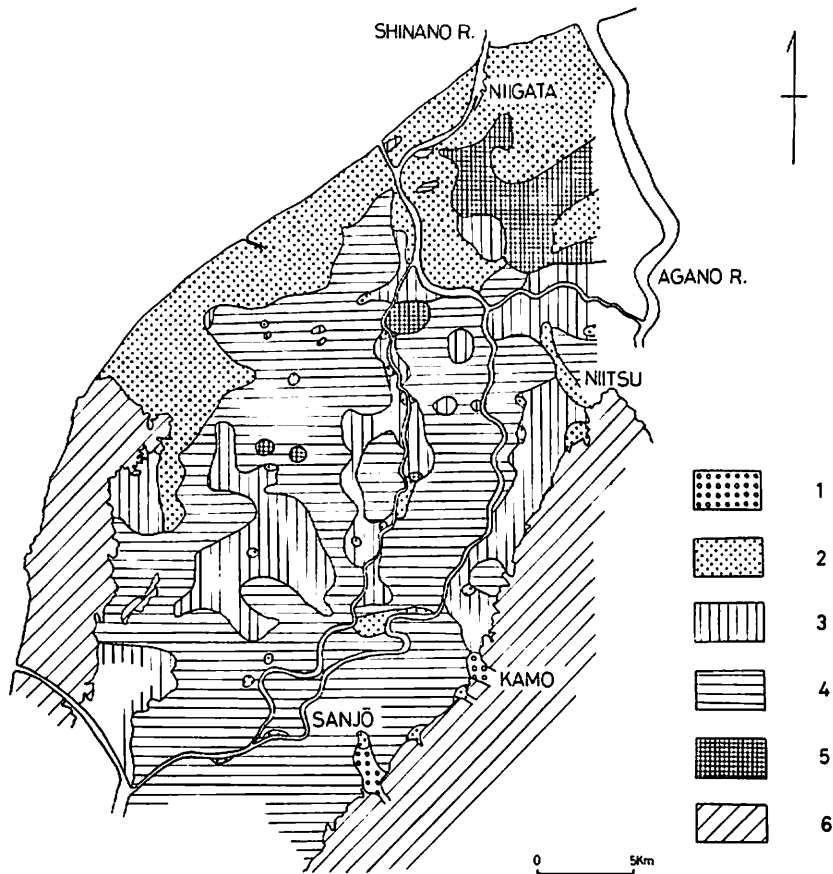 SHINANO R.
NIIGATA
AGANO R.
NIITSU
KAMO
SANJŌ
1
2
3
4
5
6
0 5Km